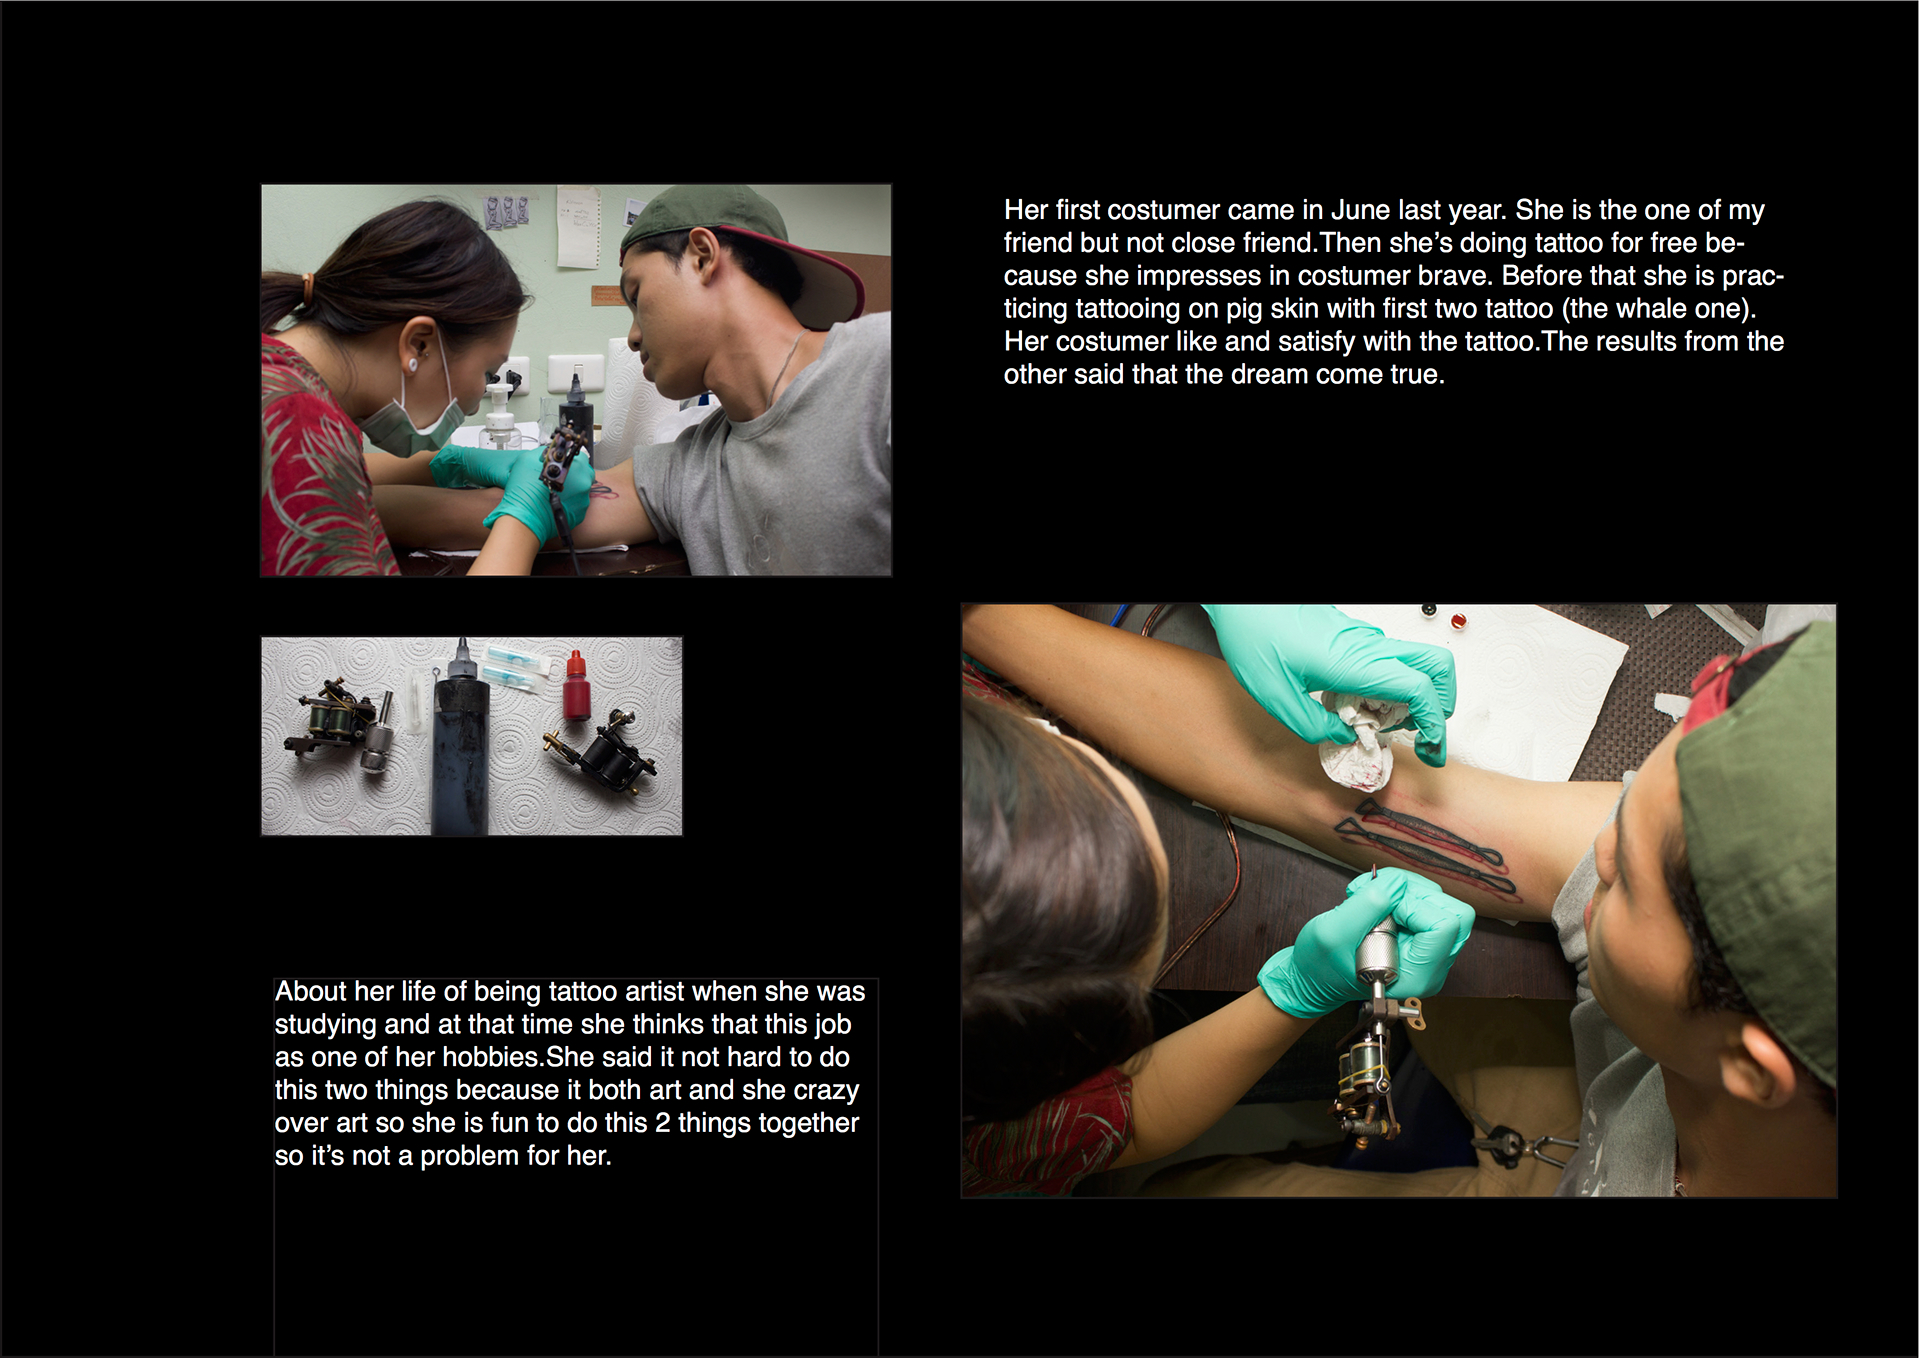 Her first costumer came in June last year. She is the one of my
friend but not close friend.Then she’s doing tattoo for free be-
cause she impresses in costumer brave. Before that she is prac-
ticing tattooing on pig skin with first two tattoo (the whale one).
Her costumer like and satisfy with the tattoo.The results from the
other said that the dream come true.
About her life of being tattoo artist when she was
studying and at that time she thinks that this job
as one of her hobbies.She said it not hard to do
this two things because it both art and she crazy
over art so she is fun to do this 2 things together
so it’s not a problem for her.